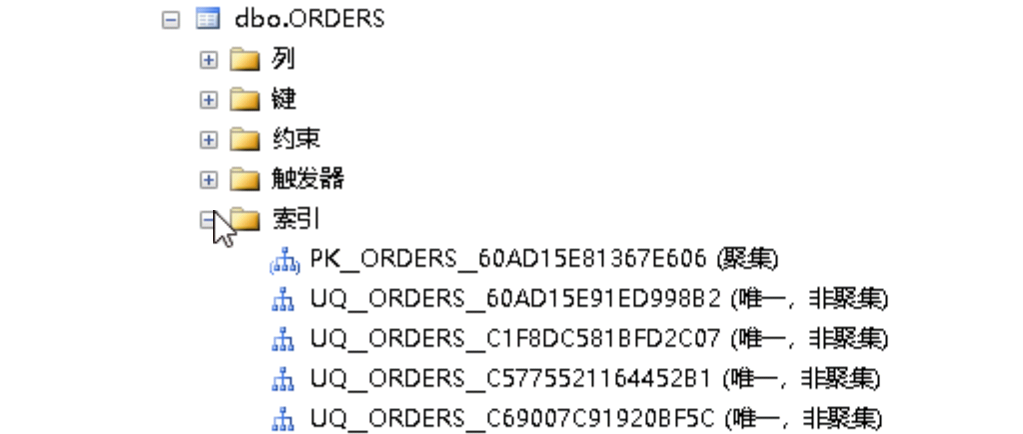 dbo.ORDERS
列
键
约束
触发器
索引
PK__ORDERS__60AD15E81367E606 (聚集)
UQ__ORDERS__60AD15E91ED998B2 (唯一，非聚集)
UQ__ORDERS__C1F8DC581BFD2C07 (唯一，非聚集)
UQ__ORDERS__C5775521164452B1 (唯一，非聚集)
UQ__ORDERS__C69007C91920BF5C (唯一，非聚集)